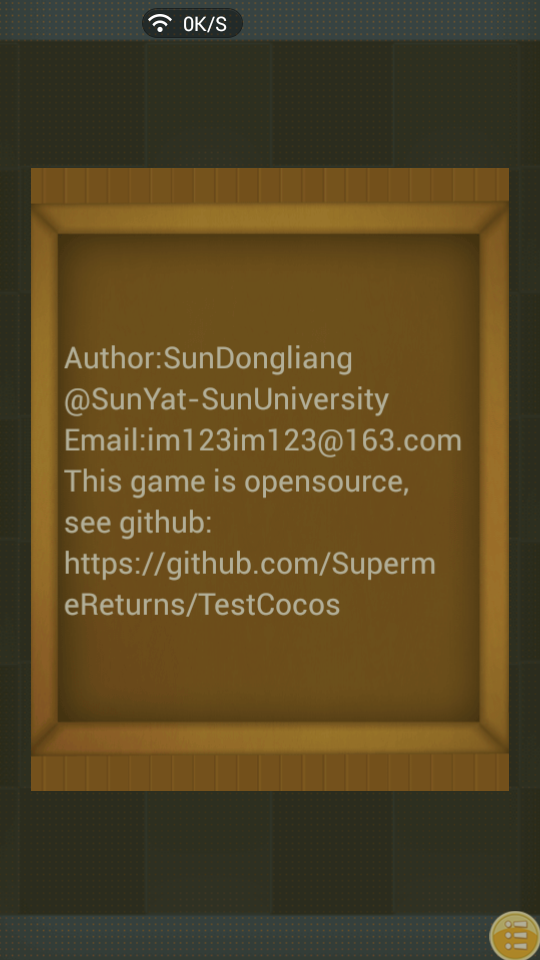 0K/S
Author:SunDongliang
@SunYat-SunUniversity
Email:im123im123@163.com
This game is opensource,
see github:
https://github.com/Superm
eReturns/TestCocos